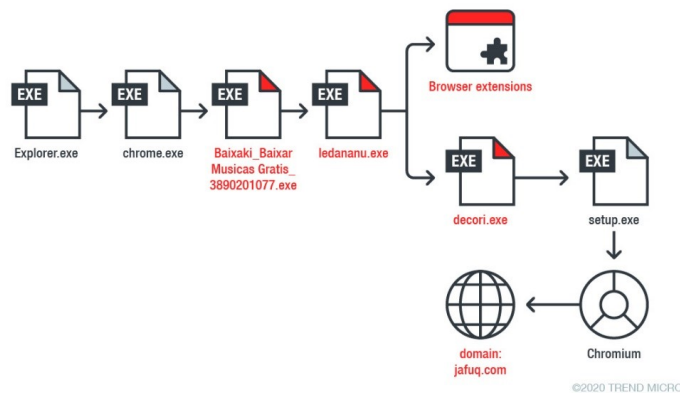 EXE
Explorer.exe
EXE
chrome.exe
EXE
Baixaki_Baixar
Musicas Gratis_
3890201077.exe
EXE
ledananu.exe
Browser extensions
EXE
decori.exe
EXE
setup.exe
Chromium
domain:
jafuq.com
©2020 TREND MICRO